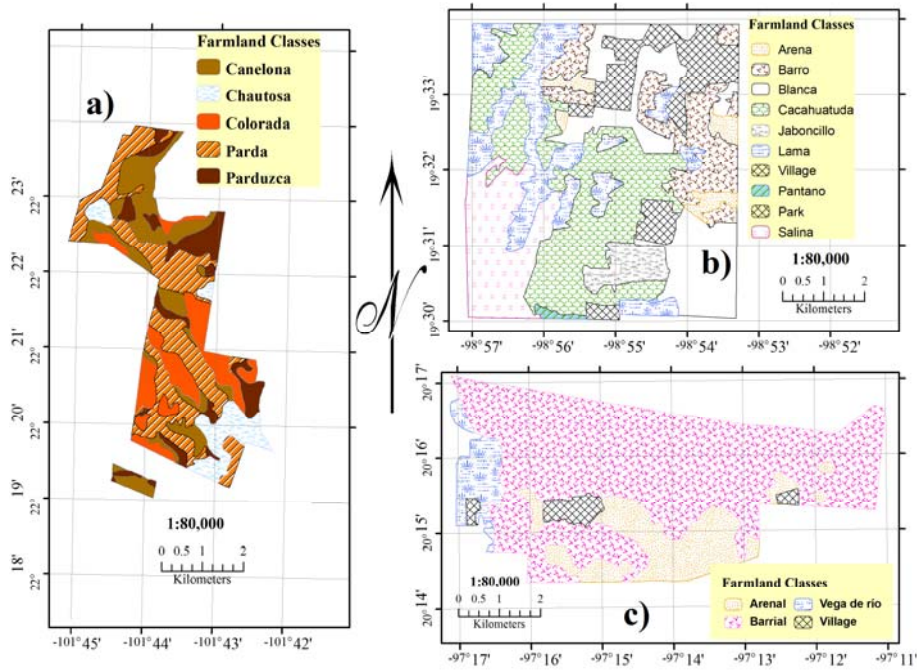 Farmland Classes
Canelona
Chautosa
Colorada
Parda
Parduzca
a)
22° 23'
22° 22'
22° 21'
22° 20'
22° 19'
22° 18'
1:80,000
0 0.5 1 2
Kilometers
-101°45' -101°44' -101°43' -101°42'
N
Farmland Classes
Arena
Barro
Blanca
Cacahuatuda
Jaboncillo
Lama
Village
Pantano
Park
Salina
b)
19° 33'
19° 32'
19° 31'
19° 30'
1:80,000
0 0.5 1 2
Kilometers
-98°57' -98°56' -98°55' -98°54' -98°53' -98°52'
20° 17'
20° 16'
20° 15'
20° 14'
1:80,000
0 0.5 1 2
Kilometers
c)
Farmland Classes
Arenal Vega de río
Barrial Village
-97°16' -97°15' -97°14' -97°13' -97°12' -97°11'